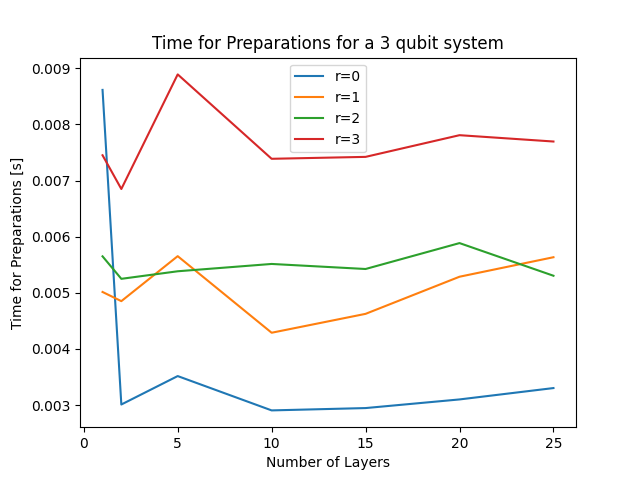 Time for Preparations for a 3 qubit system
r=0
r=1
r=2
r=3
0.009
0.008
0.007
0.006
0.005
0.004
0.003
Time for Preparations [s]
0 5 10 15 20 25
Number of Layers